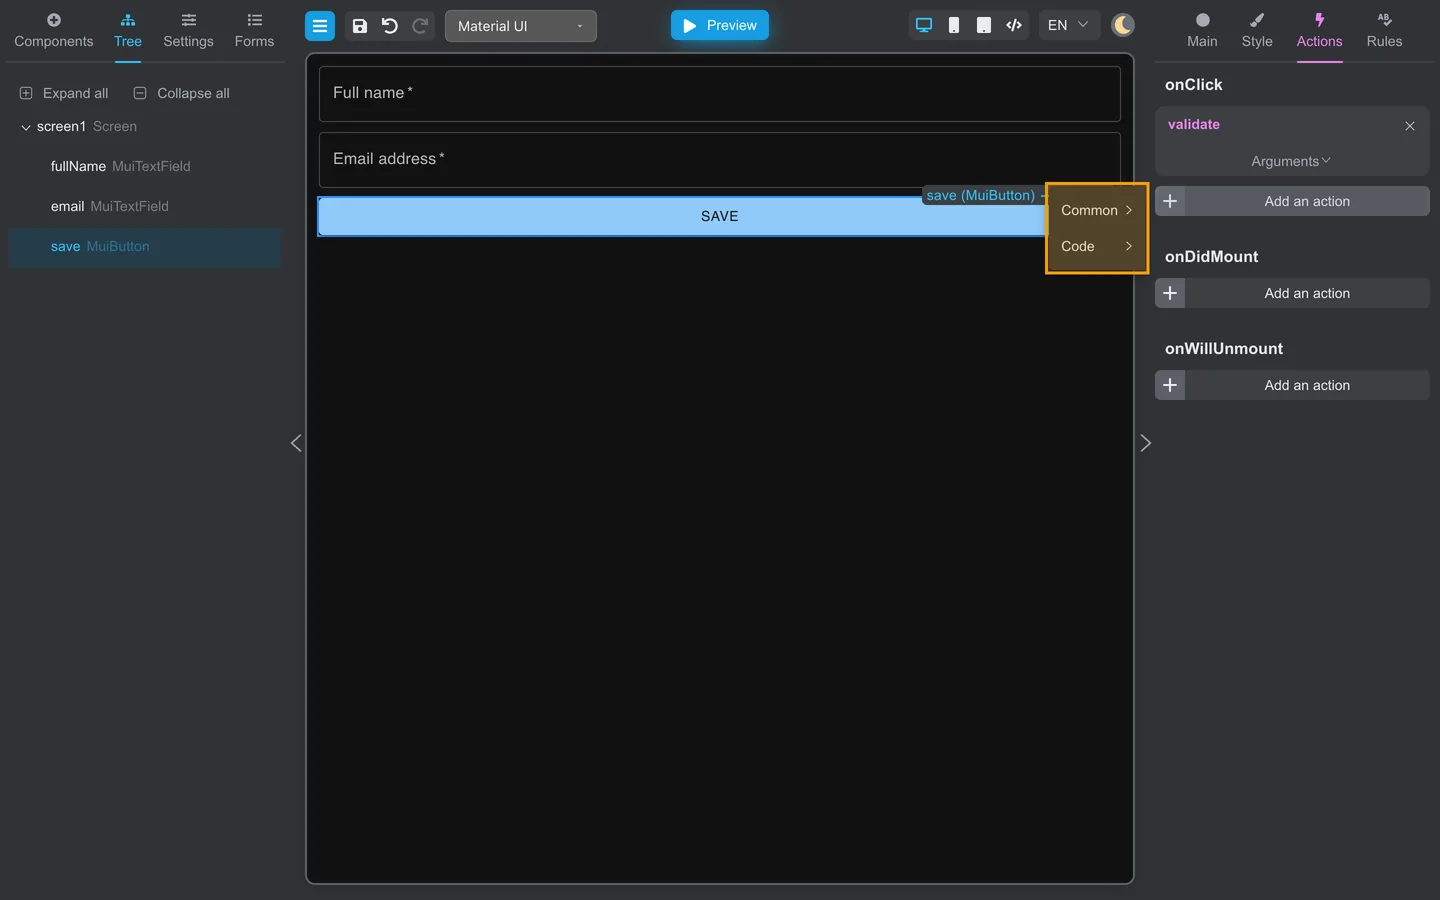 Components
Tree
Settings
Forms
Material UI
Preview
EN
Main
Style
Actions
AB
Rules
Expand all
Collapse all
screen1 Screen
fullName MuiTextField
email MuiTextField
save MuiButton
Full name *
Email address *
save (MuiButton)
SAVE
Common
Code
onClick
validate
Arguments
Add an action
onDidMount
Add an action
onWillUnmount
Add an action